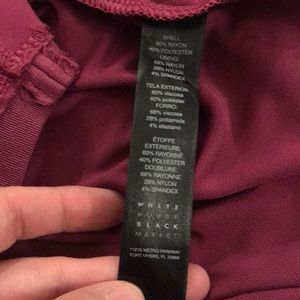 SHELL
60% RAYON
40% POLYESTER
LINING:
68% RAYON
28% NYLON
4% SPANDEX
TELA EXTERIOR:
60% viscosa
40% poliéster
FORRO:
68% viscosa
28% poliamida
4% elastano
ÉTOFFE
EXTÉRIEURE:
60% RAYONNE
40% POLYESTER
DOUBLURE:
68% RAYONNE
28% NYLON
4% SPANDEX
WHITE
HOUSE
BLACK
MARKET
11215 METRO PARKWAY
FORT MYERS, FL 33966